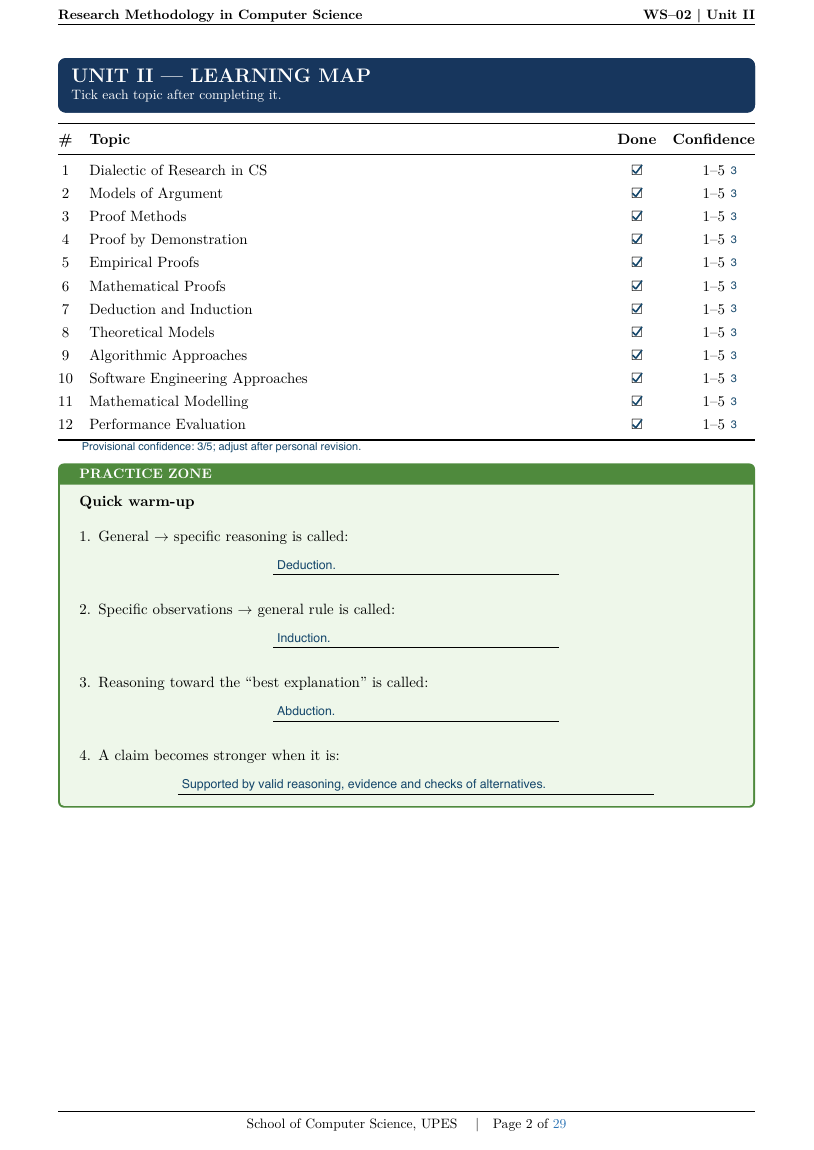 Research Methodology in Computer Science WS–02 | Unit II
UNIT II — LEARNING MAP
Tick each topic after completing it.
# Topic Done Confidence
1 Dialectic of Research in CS ☑ 1–5 3
2 Models of Argument ☑ 1–5 3
3 Proof Methods ☑ 1–5 3
4 Proof by Demonstration ☑ 1–5 3
5 Empirical Proofs ☑ 1–5 3
6 Mathematical Proofs ☑ 1–5 3
7 Deduction and Induction ☑ 1–5 3
8 Theoretical Models ☑ 1–5 3
9 Algorithmic Approaches ☑ 1–5 3
10 Software Engineering Approaches ☑ 1–5 3
11 Mathematical Modelling ☑ 1–5 3
12 Performance Evaluation ☑ 1–5 3
Provisional confidence: 3/5; adjust after personal revision.
PRACTICE ZONE
Quick warm-up
1. General → specific reasoning is called:
Deduction.
2. Specific observations → general rule is called:
Induction.
3. Reasoning toward the “best explanation” is called:
Abduction.
4. A claim becomes stronger when it is:
Supported by valid reasoning, evidence and checks of alternatives.
School of Computer Science, UPES | Page 2 of 29